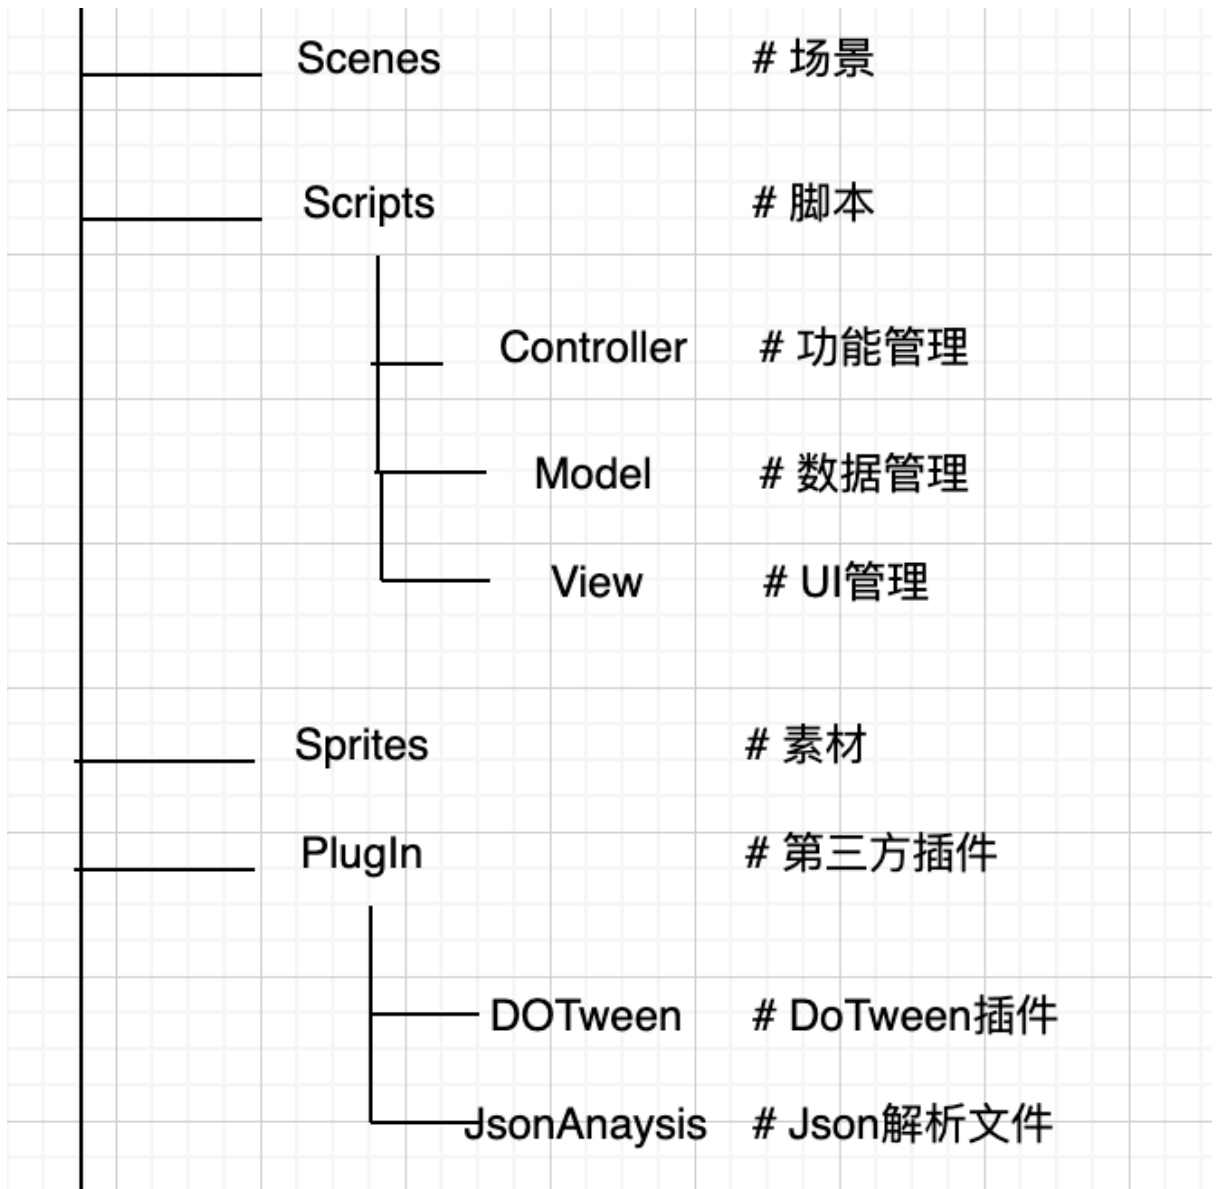 Scenes # 场景
Scripts # 脚本
Controller # 功能管理
Model # 数据管理
View # UI管理
Sprites # 素材
PlugIn # 第三方插件
DOTween # DoTween插件
JsonAnaysis # Json解析文件